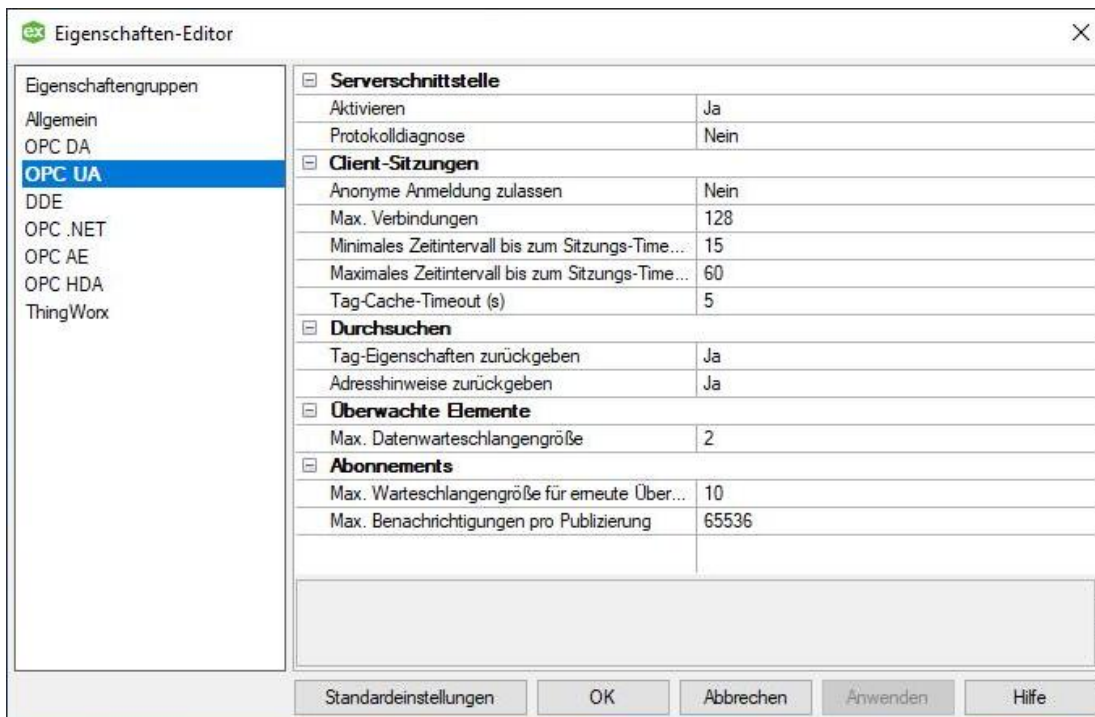 ex Eigenschaften-Editor
Eigenschaftengruppen
Allgemein
OPC DA
OPC UA
DDE
OPC .NET
OPC AE
OPC HDA
ThingWorx
Serverschnittstelle
Aktivieren Ja
Protokolldiagnose Nein
Client-Sitzungen
Anonyme Anmeldung zulassen Nein
Max. Verbindungen 128
Minimales Zeitintervall bis zum Sitzungs-Time... 15
Maximales Zeitintervall bis zum Sitzungs-Time... 60
Tag-Cache-Timeout (s) 5
Durchsuchen
Tag-Eigenschaften zurückgeben Ja
Adresshinweise zurückgeben Ja
Überwachte Elemente
Max. Datenwarteschlangengröße 2
Abonnements
Max. Warteschlangengröße für erneute Über... 10
Max. Benachrichtigungen pro Publizierung 65536
Standardeinstellungen OK Abbrechen Anwenden Hilfe